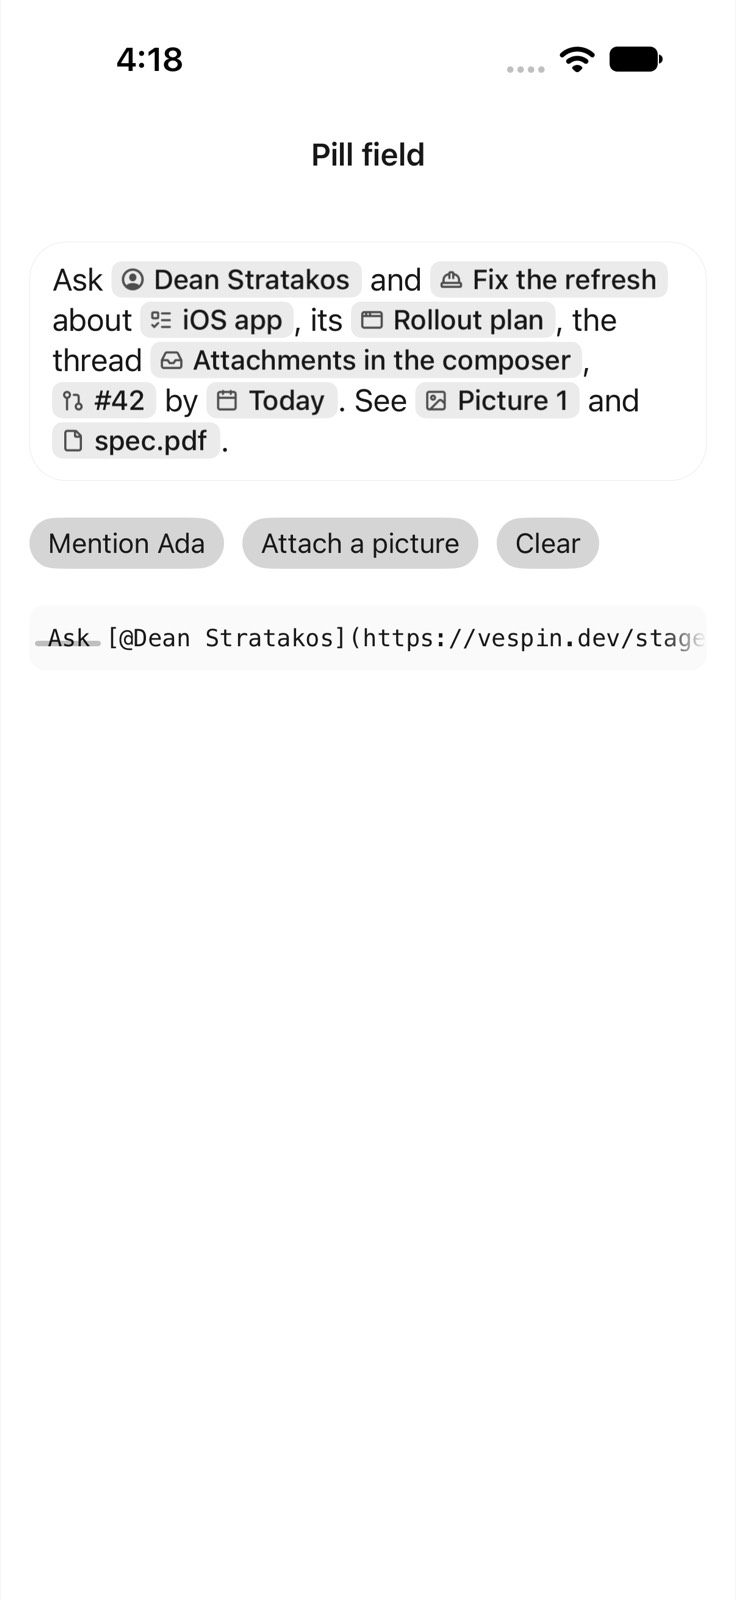 4:18
Pill field
Ask Dean Stratakos and Fix the refresh
about iOS app, its Rollout plan, the
thread Attachments in the composer,
#42 by Today. See Picture 1 and
spec.pdf.
Mention Ada Attach a picture Clear
Ask [@Dean Stratakos](https://vespin.dev/stage